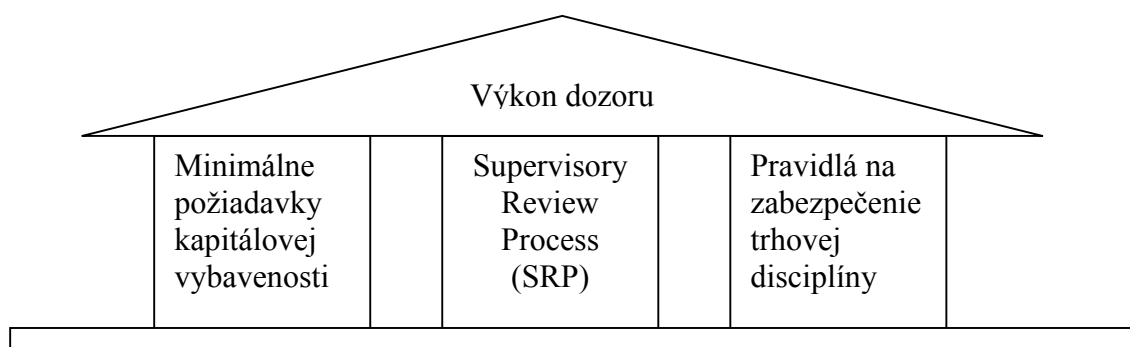 Výkon dozoru
Minimálne
požiadavky
kapitálovej
vybavenosti
Supervisory
Review
Process
(SRP)
Pravidlá na
zabezpečenie
trhovej
disciplíny